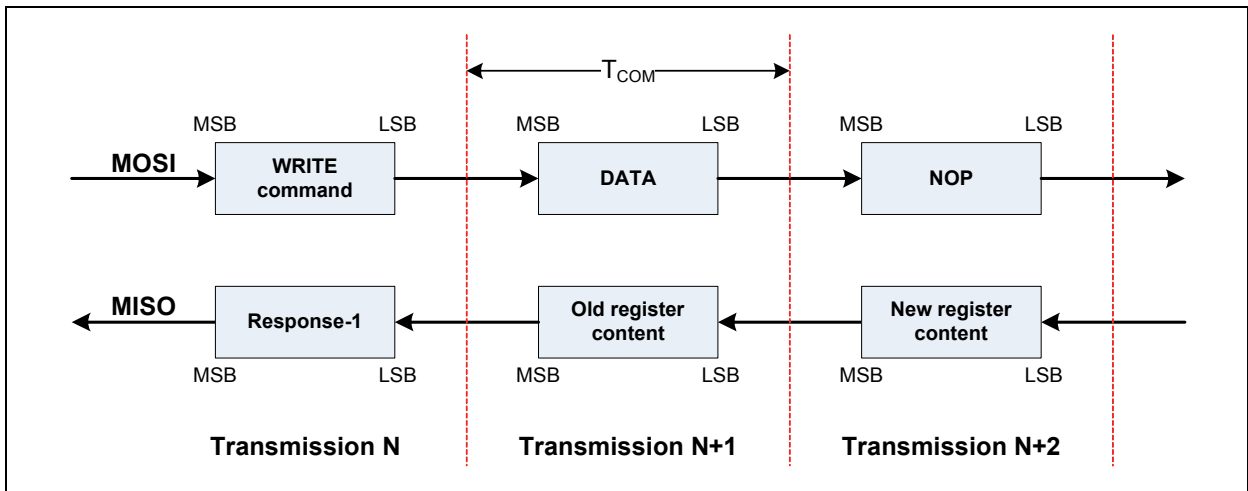 T_COM
MSB LSB MSB LSB MSB LSB
MOSI WRITE command DATA NOP
MISO Response-1 Old register content New register content
MSB LSB MSB LSB MSB LSB
Transmission N Transmission N+1 Transmission N+2